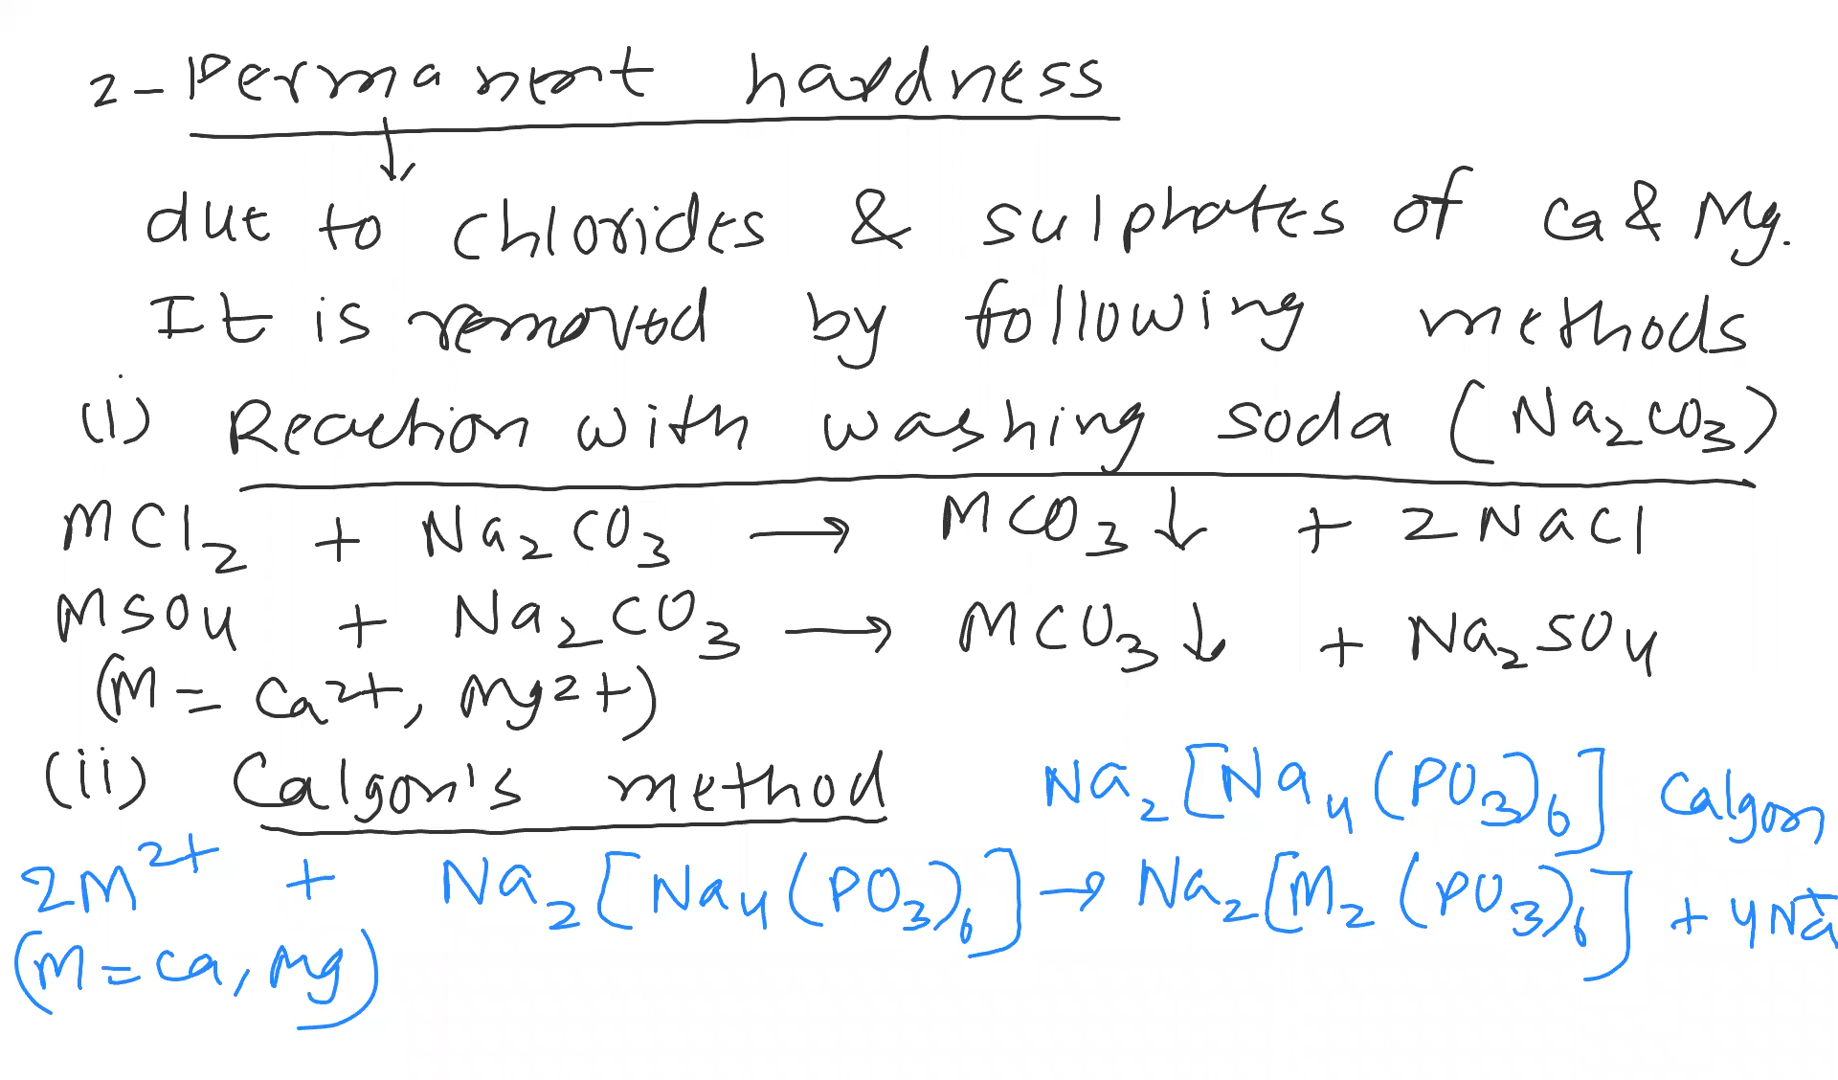 2- Permanent hardness
↓
due to chlorides & sulphates of Ca & Mg.
It is removed by following methods
(i) Reaction with washing soda (Na₂CO₃)
MCl₂ + Na₂CO₃ → MCO₃↓ + 2NaCl
MSO₄ + Na₂CO₃ → MCO₃↓ + Na₂SO₄
(M = Ca2+, Mg2+)
(ii) Calgon's method Na₂[Na₄(PO₃)₆] Calgon
2M²⁺ + Na₂[Na₄(PO₃)₆] → Na₂[M₂(PO₃)₆] + 4Na⁺
(M = Ca, Mg)